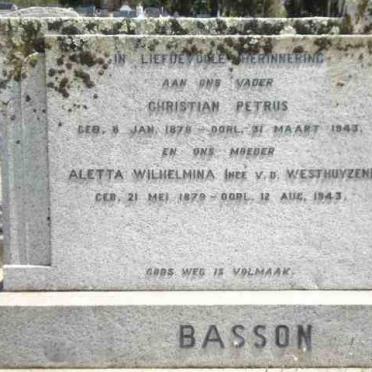 IN LIEFDEVOLLE HERINNERING
AAN ONS VADER
CHRISTIAN PETRUS
GEB. 6 JAN. 1878 – OORL. 31 MAART 1943.
EN ONS MOEDER
ALETTA WILHELMINA (NEE V.D. WESTHUYZEN)
GEB. 21 MEI 1879 – OORL. 12 AUG. 1943.
GODS WEG IS VOLMAAK.
BASSON